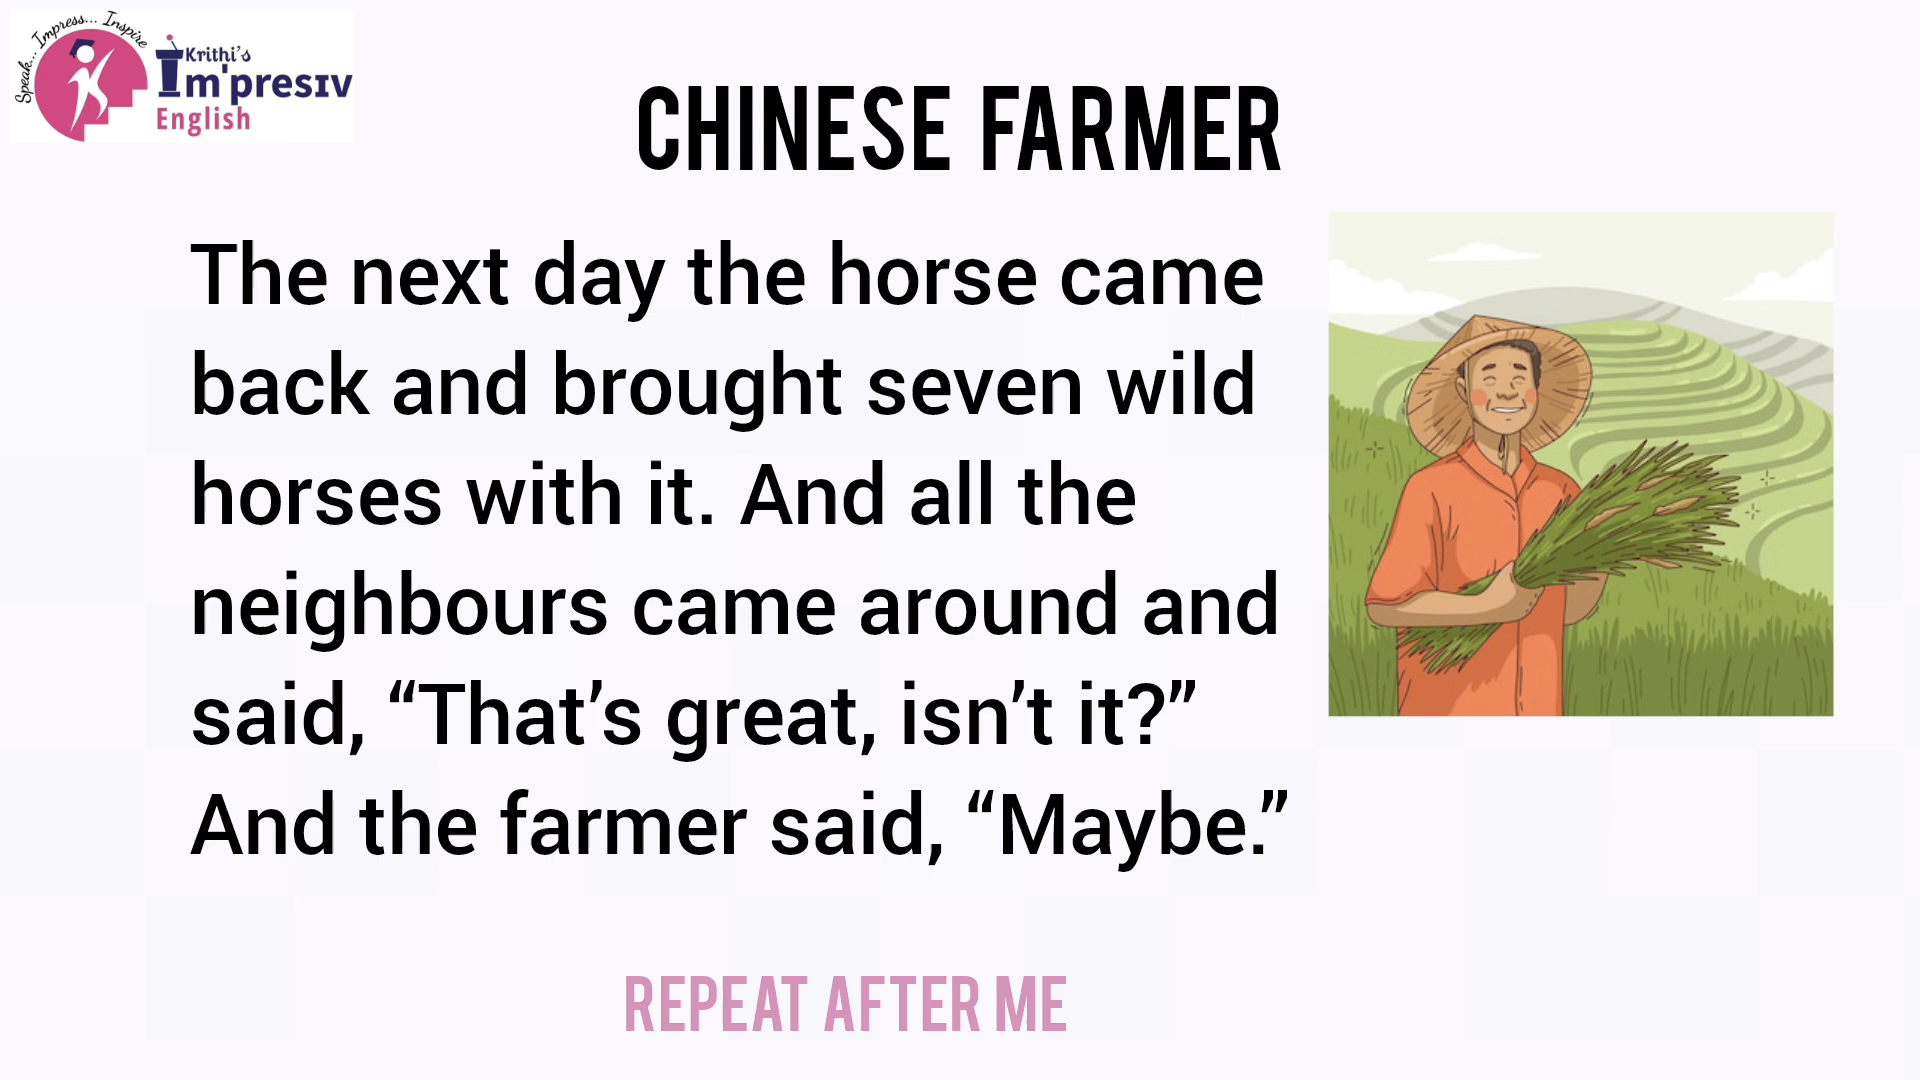 Speak... Impress... Inspire
Krithi's
Im'presIv
English
CHINESE FARMER
The next day the horse came
back and brought seven wild
horses with it. And all the
neighbours came around and
said, “That’s great, isn’t it?”
And the farmer said, “Maybe.”
REPEAT AFTER ME